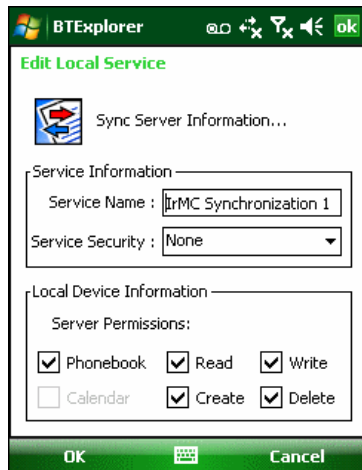 BTExplorer ok
Edit Local Service
Sync Server Information...
Service Information
Service Name : IrMC Synchronization 1
Service Security : None
Local Device Information
Server Permissions:
Phonebook Read Write
Calendar Create Delete
OK Cancel